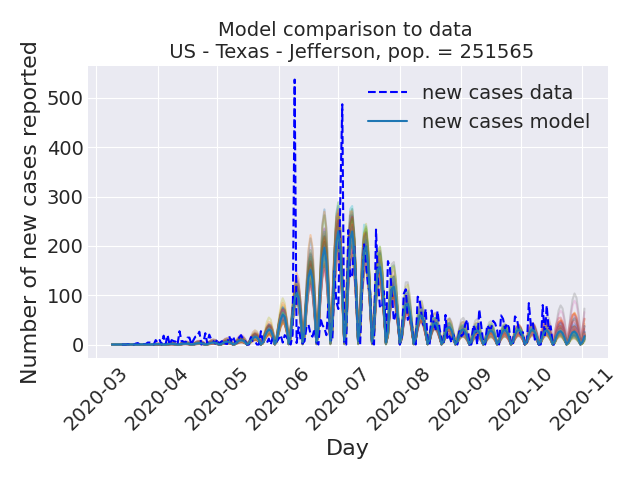 Model comparison to data
US - Texas - Jefferson, pop. = 251565
Number of new cases reported
500
400
300
200
100
0
new cases data
new cases model
2020-03
2020-04
2020-05
2020-06
2020-07
2020-08
2020-09
2020-10
2020-11
Day